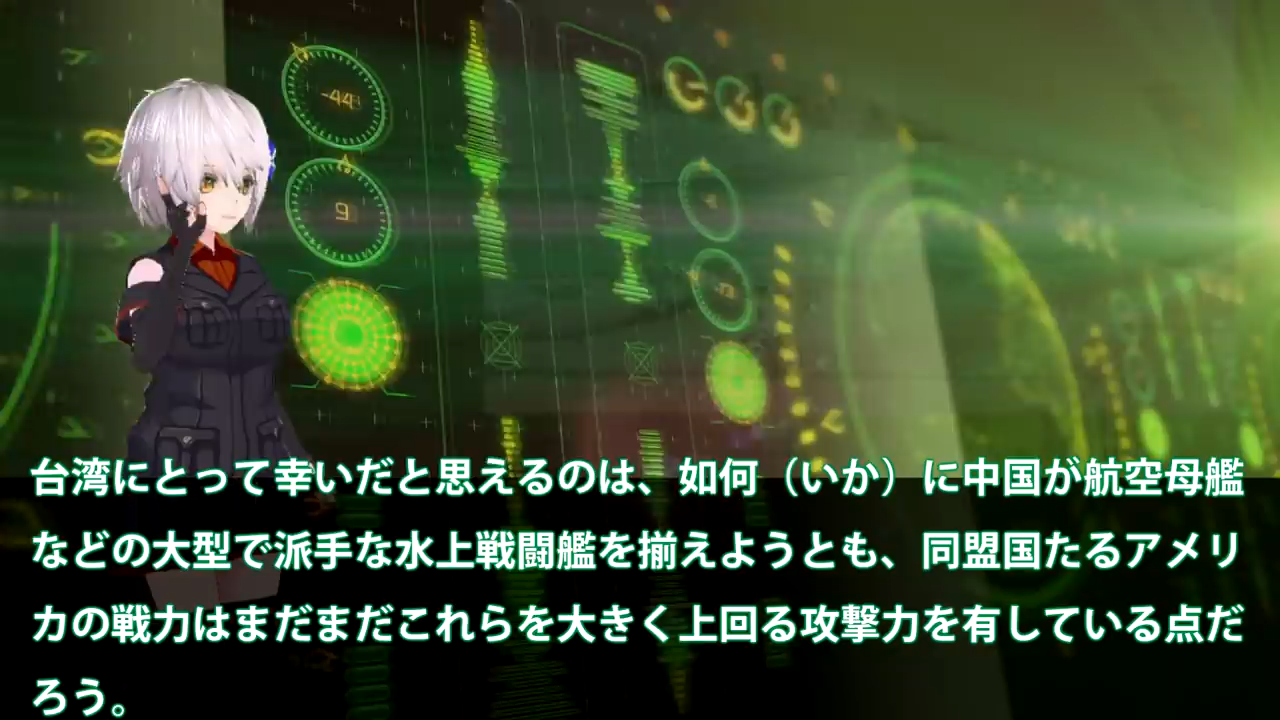 -44
9
台湾にとって幸いだと思えるのは、如何（いか）に中国が航空母艦
などの大型で派手な水上戦闘艦を揃えようとも、同盟国たるアメリ
カの戦力はまだまだこれらを大きく上回る攻撃力を有している点だ
ろう。